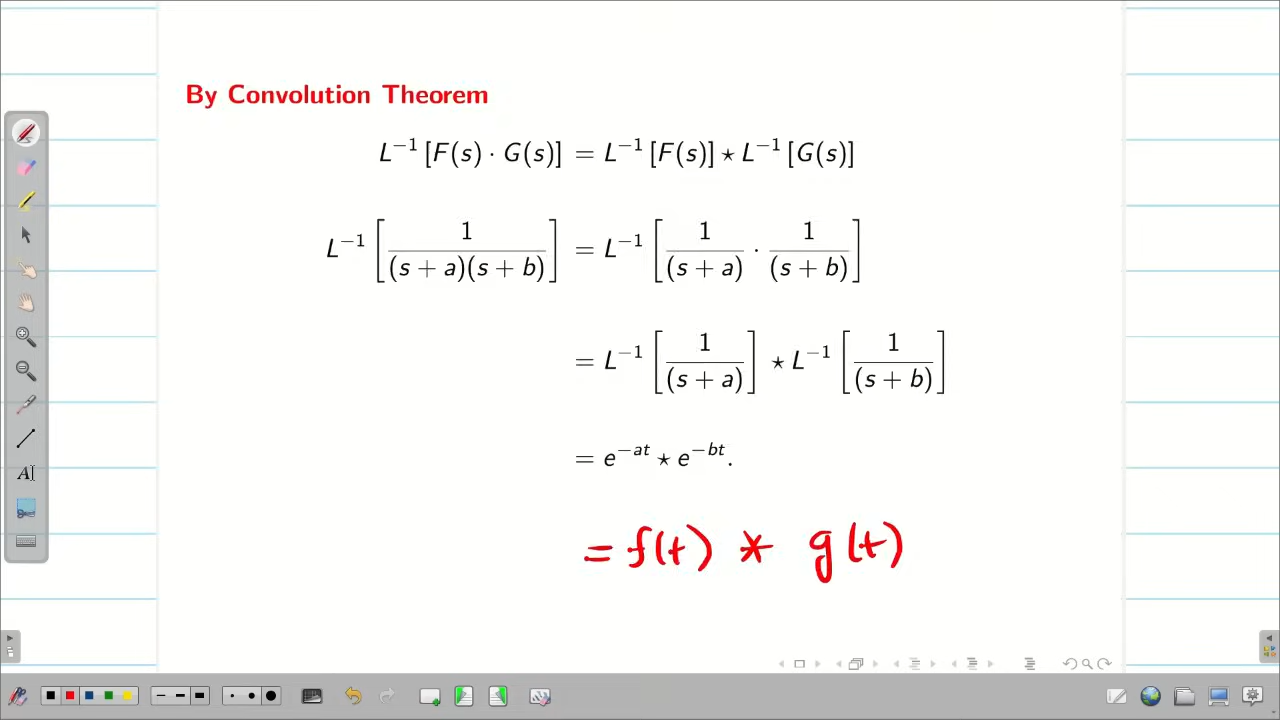 By Convolution Theorem
L⁻¹ [F(s) · G(s)] = L⁻¹ [F(s)] ⋆ L⁻¹ [G(s)]
L⁻¹ [1/((s + a)(s + b))] = L⁻¹ [1/(s + a) · 1/(s + b)]
= L⁻¹ [1/(s + a)] ⋆ L⁻¹ [1/(s + b)]
= e^{−at} ⋆ e^{−bt}.
= f(t) * g(t)